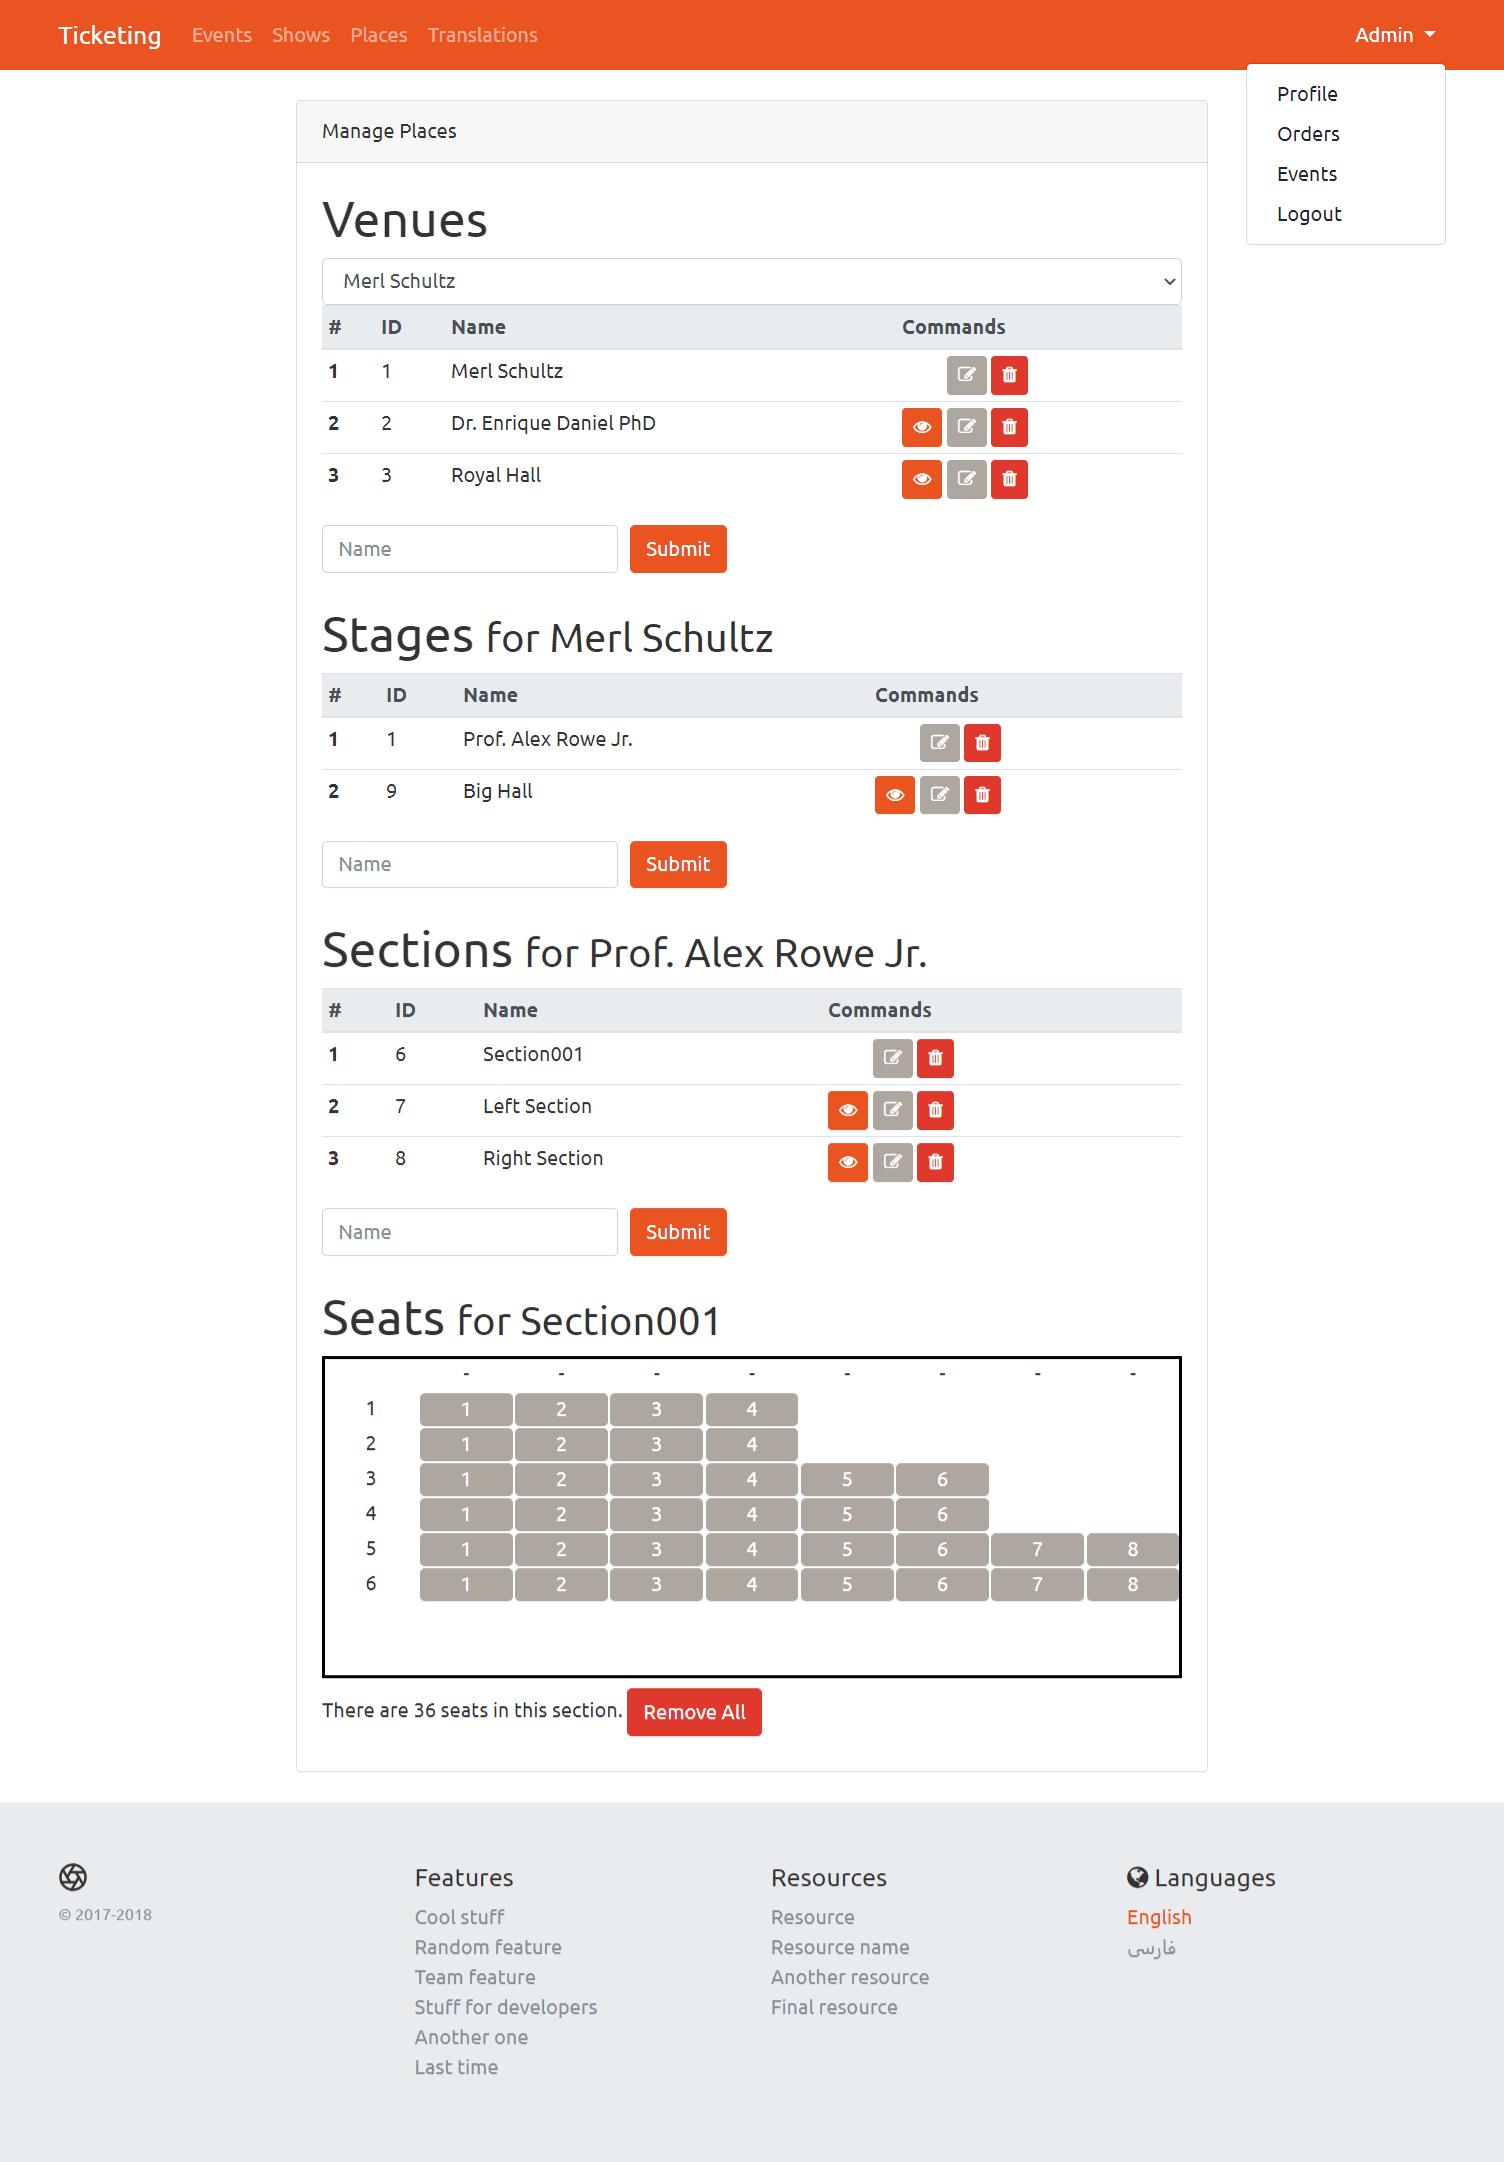 Ticketing Events Shows Places Translations Admin
Profile
Orders
Events
Logout
Manage Places
Venues
Merl Schultz
# ID Name Commands
1 1 Merl Schultz
2 2 Dr. Enrique Daniel PhD
3 3 Royal Hall
Name Submit
Stages for Merl Schultz
# ID Name Commands
1 1 Prof. Alex Rowe Jr.
2 9 Big Hall
Name Submit
Sections for Prof. Alex Rowe Jr.
# ID Name Commands
1 6 Section001
2 7 Left Section
3 8 Right Section
Name Submit
Seats for Section001
- - - - - - - -
1 1 2 3 4
2 1 2 3 4
3 1 2 3 4 5 6
4 1 2 3 4 5 6
5 1 2 3 4 5 6 7 8
6 1 2 3 4 5 6 7 8
There are 36 seats in this section. Remove All
© 2017-2018
Features
Cool stuff
Random feature
Team feature
Stuff for developers
Another one
Last time
Resources
Resource
Resource name
Another resource
Final resource
Languages
English
فارسی